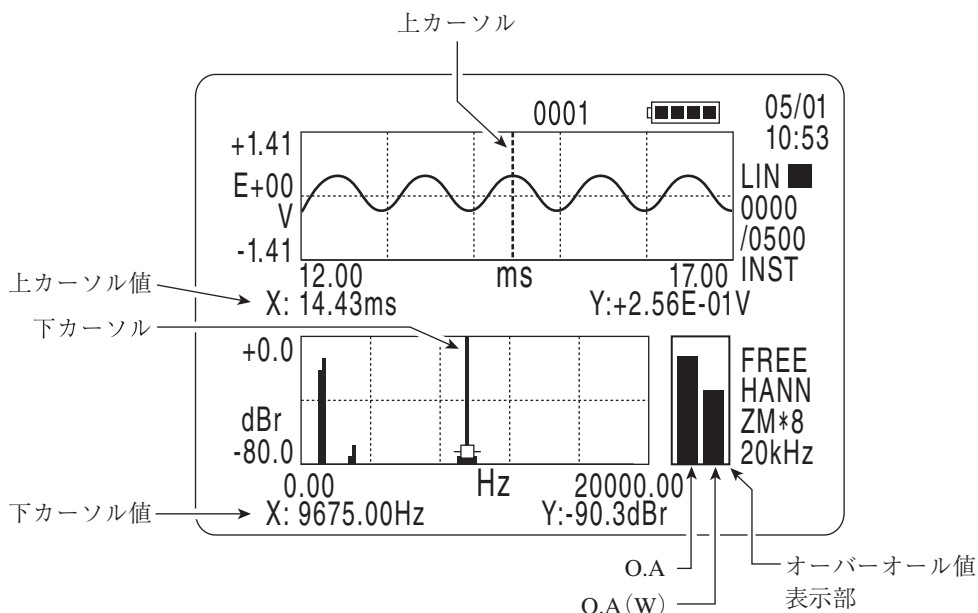 上カーソル
0001
05/01
10:53
+1.41
E+00
V
-1.41
LIN
0000
/0500
INST
12.00 ms 17.00
上カーソル値
X: 14.43ms Y:+2.56E-01V
下カーソル
+0.0
dBr
-80.0
FREE
HANN
ZM*8
20kHz
0.00 Hz 20000.00
下カーソル値
X: 9675.00Hz Y:-90.3dBr
O.A
O.A(W)
オーバーオール値
表示部